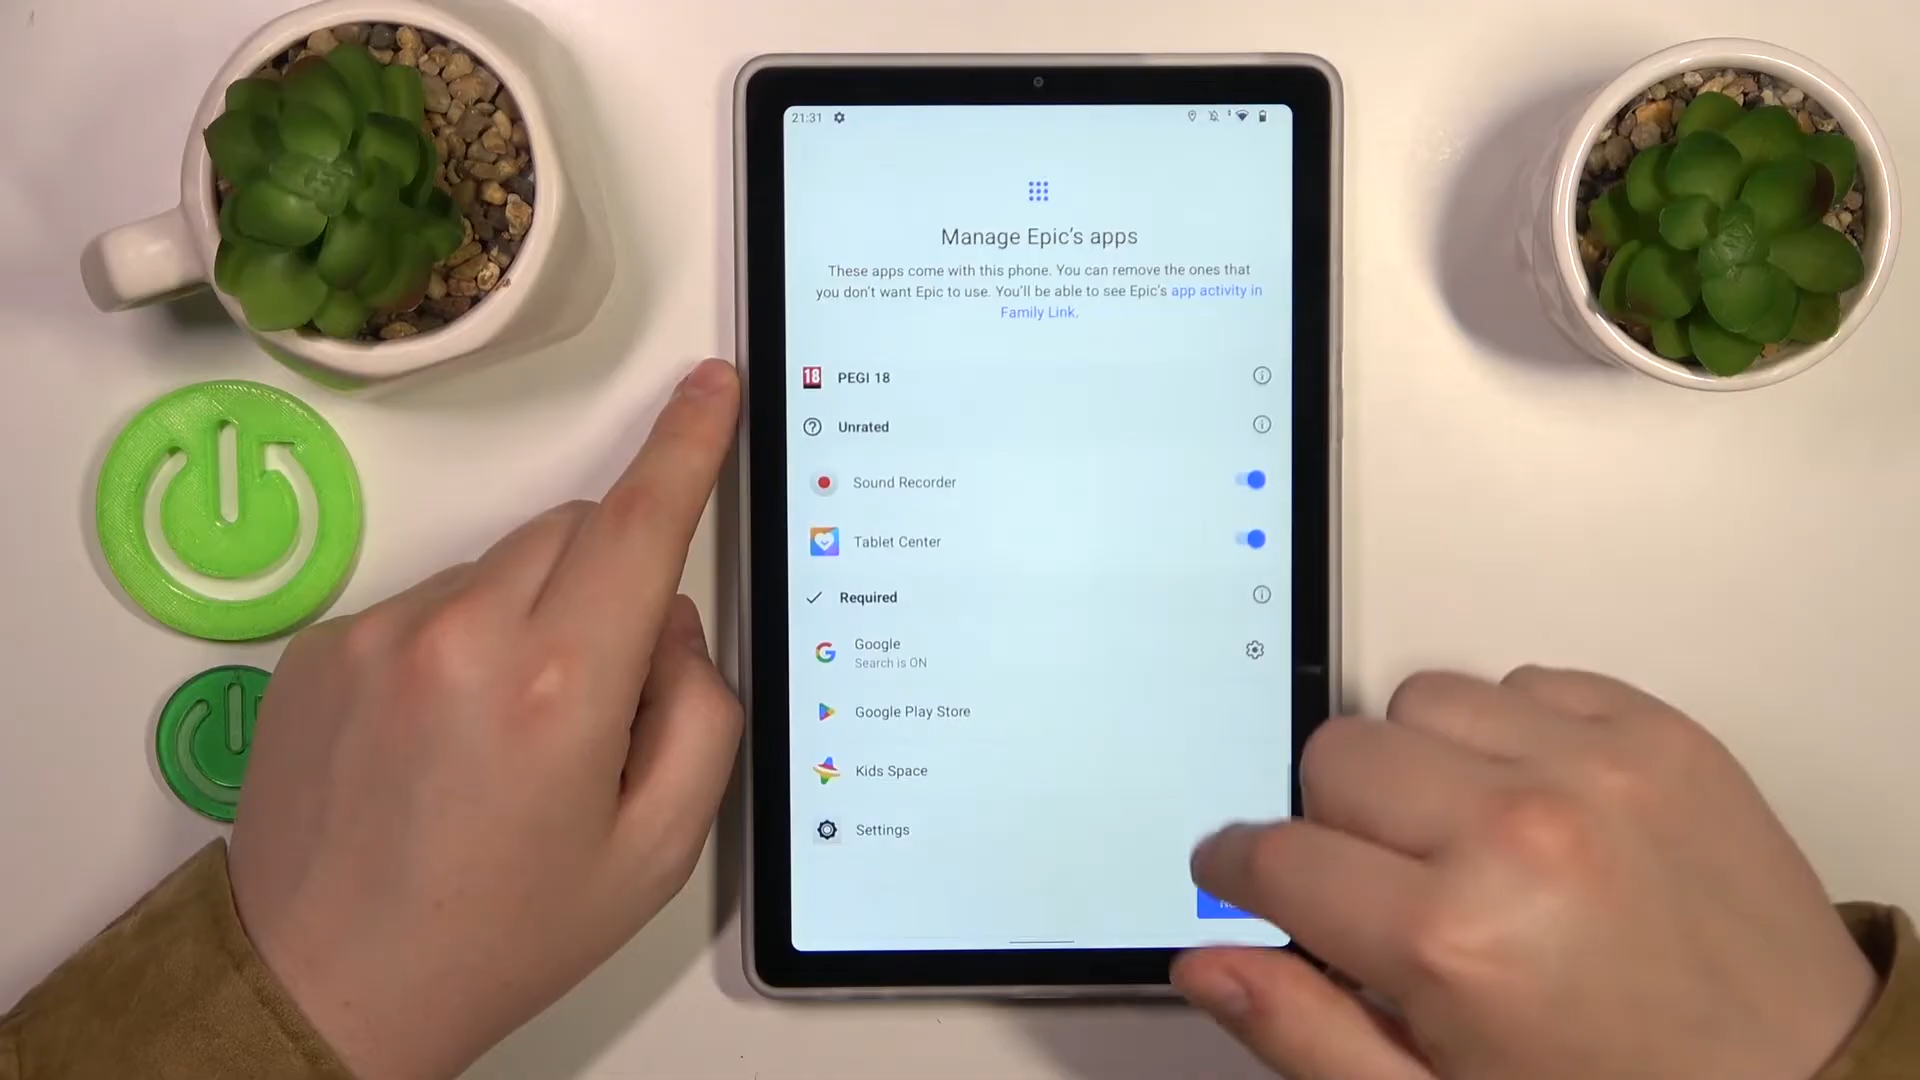 21:31
Manage Epic's apps
These apps come with this phone. You can remove the ones that
you don't want Epic to use. You'll be able to see Epic's app activity in
Family Link.
18 PEGI 18
Unrated
Sound Recorder
Tablet Center
Required
Google
Search is ON
Google Play Store
Kids Space
Settings